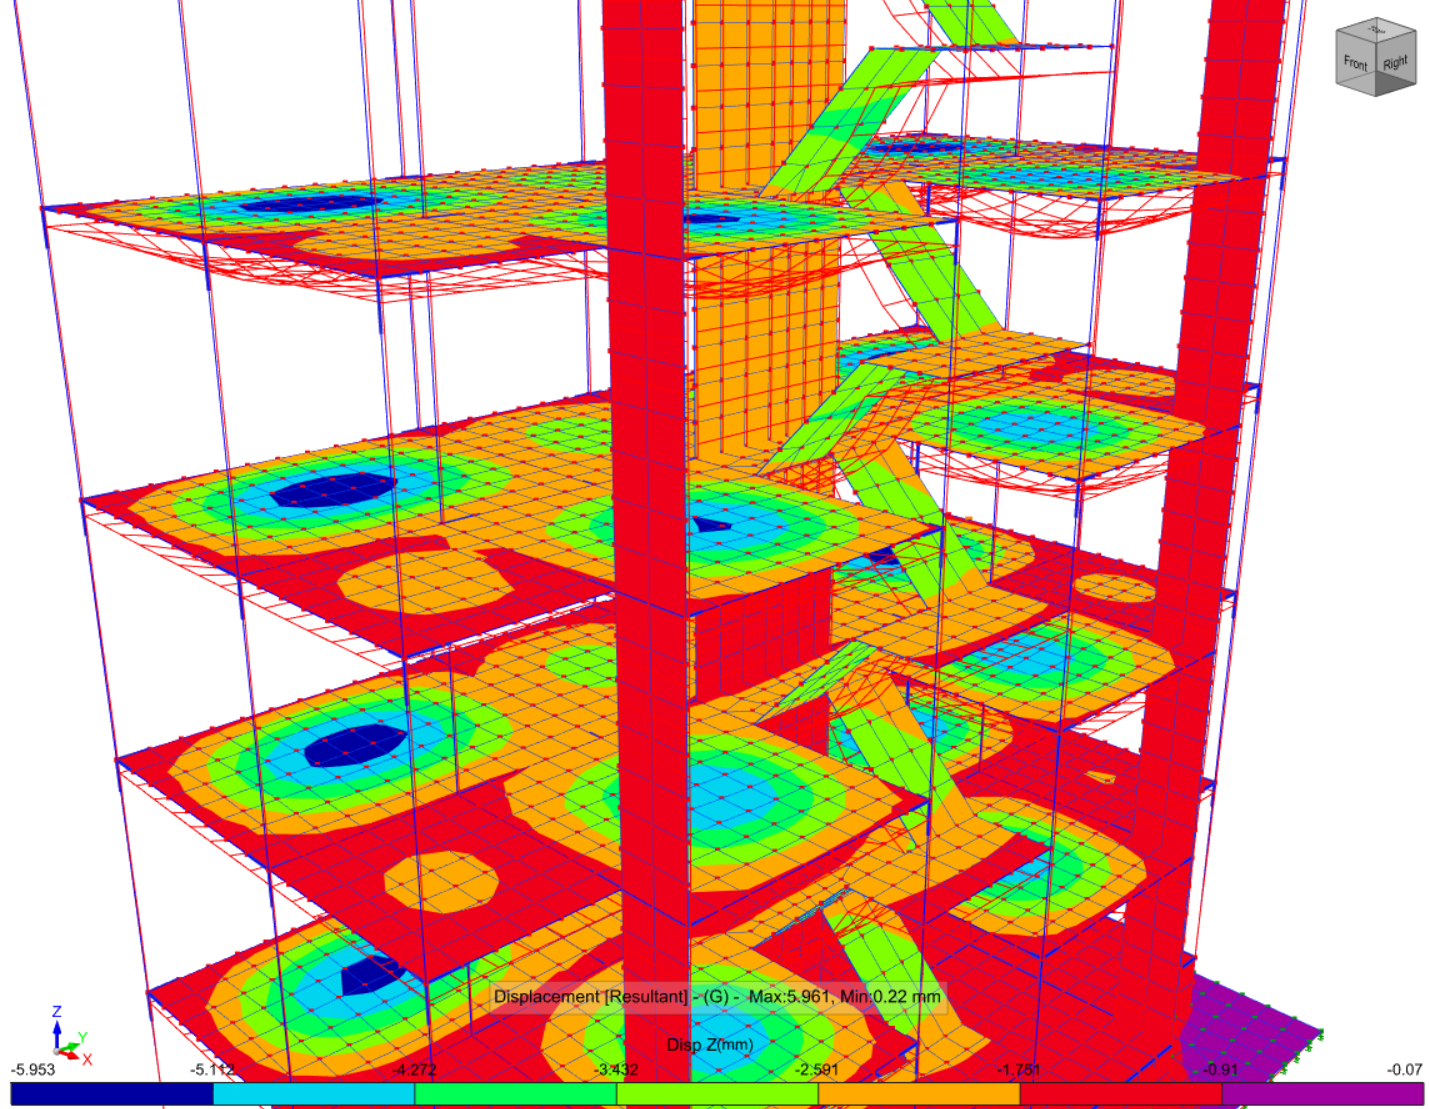 Front
Right
Displacement [Resultant] - (G) - Max:5.961, Min:0.22 mm
Z
Y
X
Disp Z(mm)
-5.953 -5.112 -4.272 -3.432 -2.591 -1.751 -0.91 -0.07